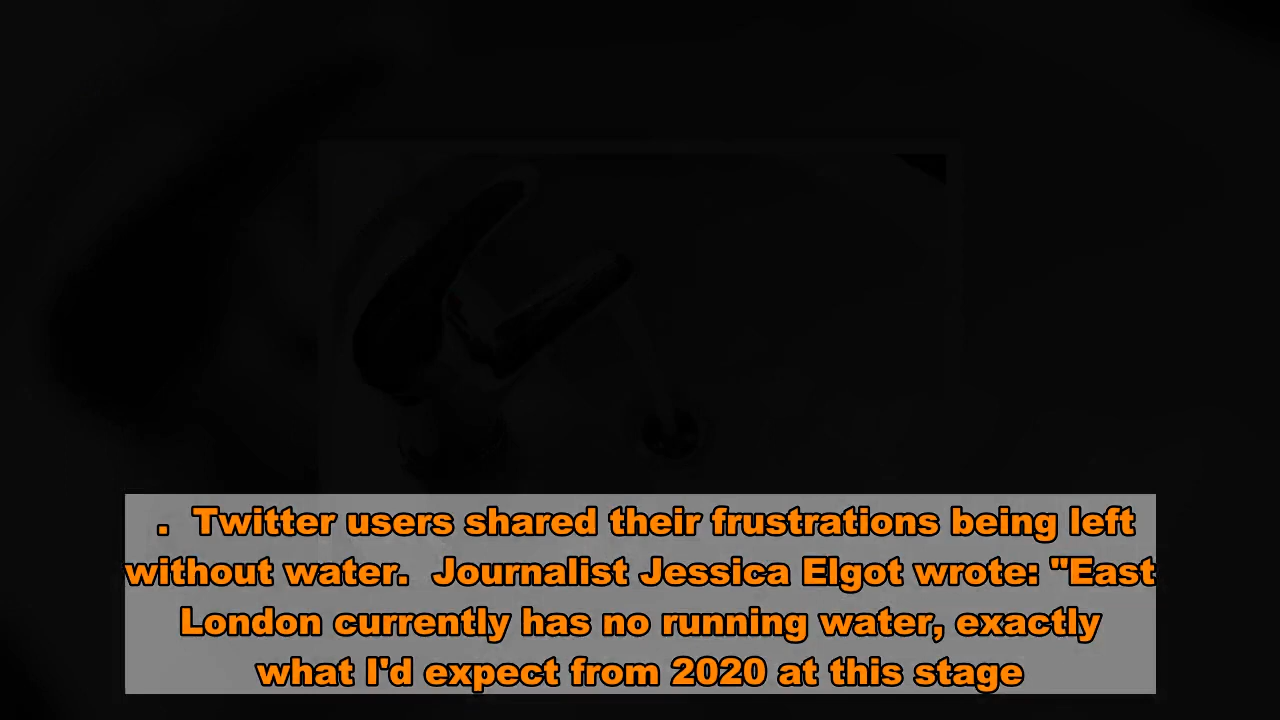 .  Twitter users shared their frustrations being left
without water.  Journalist Jessica Elgot wrote: "East
London currently has no running water, exactly
what I'd expect from 2020 at this stage